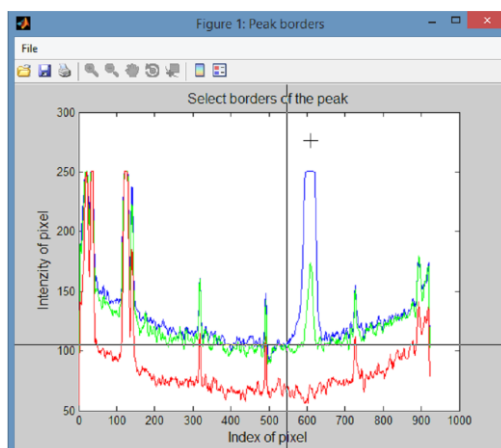 Figure 1: Peak borders
File
Select borders of the peak
300
250
200
150
100
50
Intenzity of pixel
0 100 200 300 400 500 600 700 800 900 1000
Index of pixel